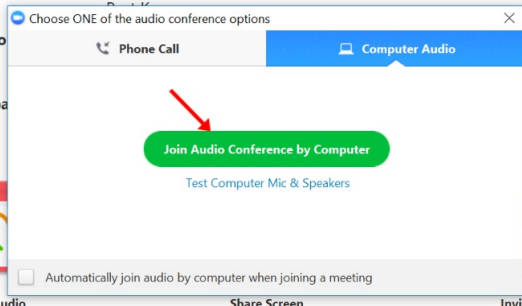 Choose ONE of the audio conference options
Phone Call
Computer Audio
Join Audio Conference by Computer
Test Computer Mic & Speakers
Automatically join audio by computer when joining a meeting
Share Screen